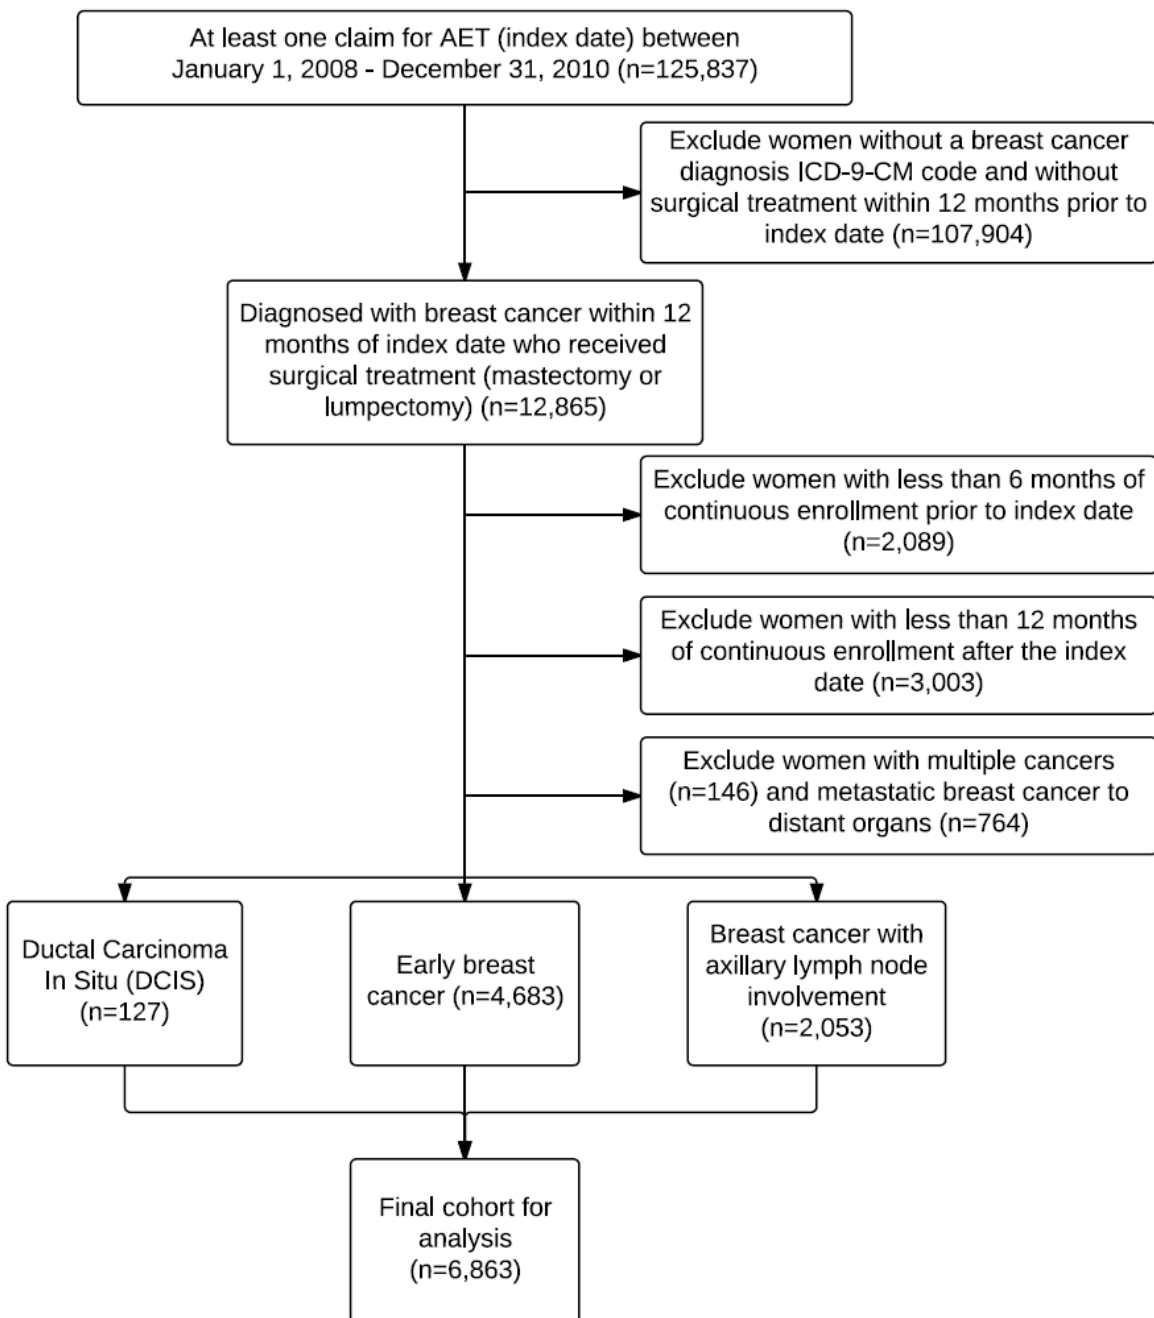 At least one claim for AET (index date) between
January 1, 2008 - December 31, 2010 (n=125,837)
Exclude women without a breast cancer
diagnosis ICD-9-CM code and without
surgical treatment within 12 months prior to
index date (n=107,904)
Diagnosed with breast cancer within 12
months of index date who received
surgical treatment (mastectomy or
lumpectomy) (n=12,865)
Exclude women with less than 6 months of
continuous enrollment prior to index date
(n=2,089)
Exclude women with less than 12 months
of continuous enrollment after the index
date (n=3,003)
Exclude women with multiple cancers
(n=146) and metastatic breast cancer to
distant organs (n=764)
Ductal Carcinoma
In Situ (DCIS)
(n=127)
Early breast
cancer (n=4,683)
Breast cancer with
axillary lymph node
involvement
(n=2,053)
Final cohort for
analysis
(n=6,863)